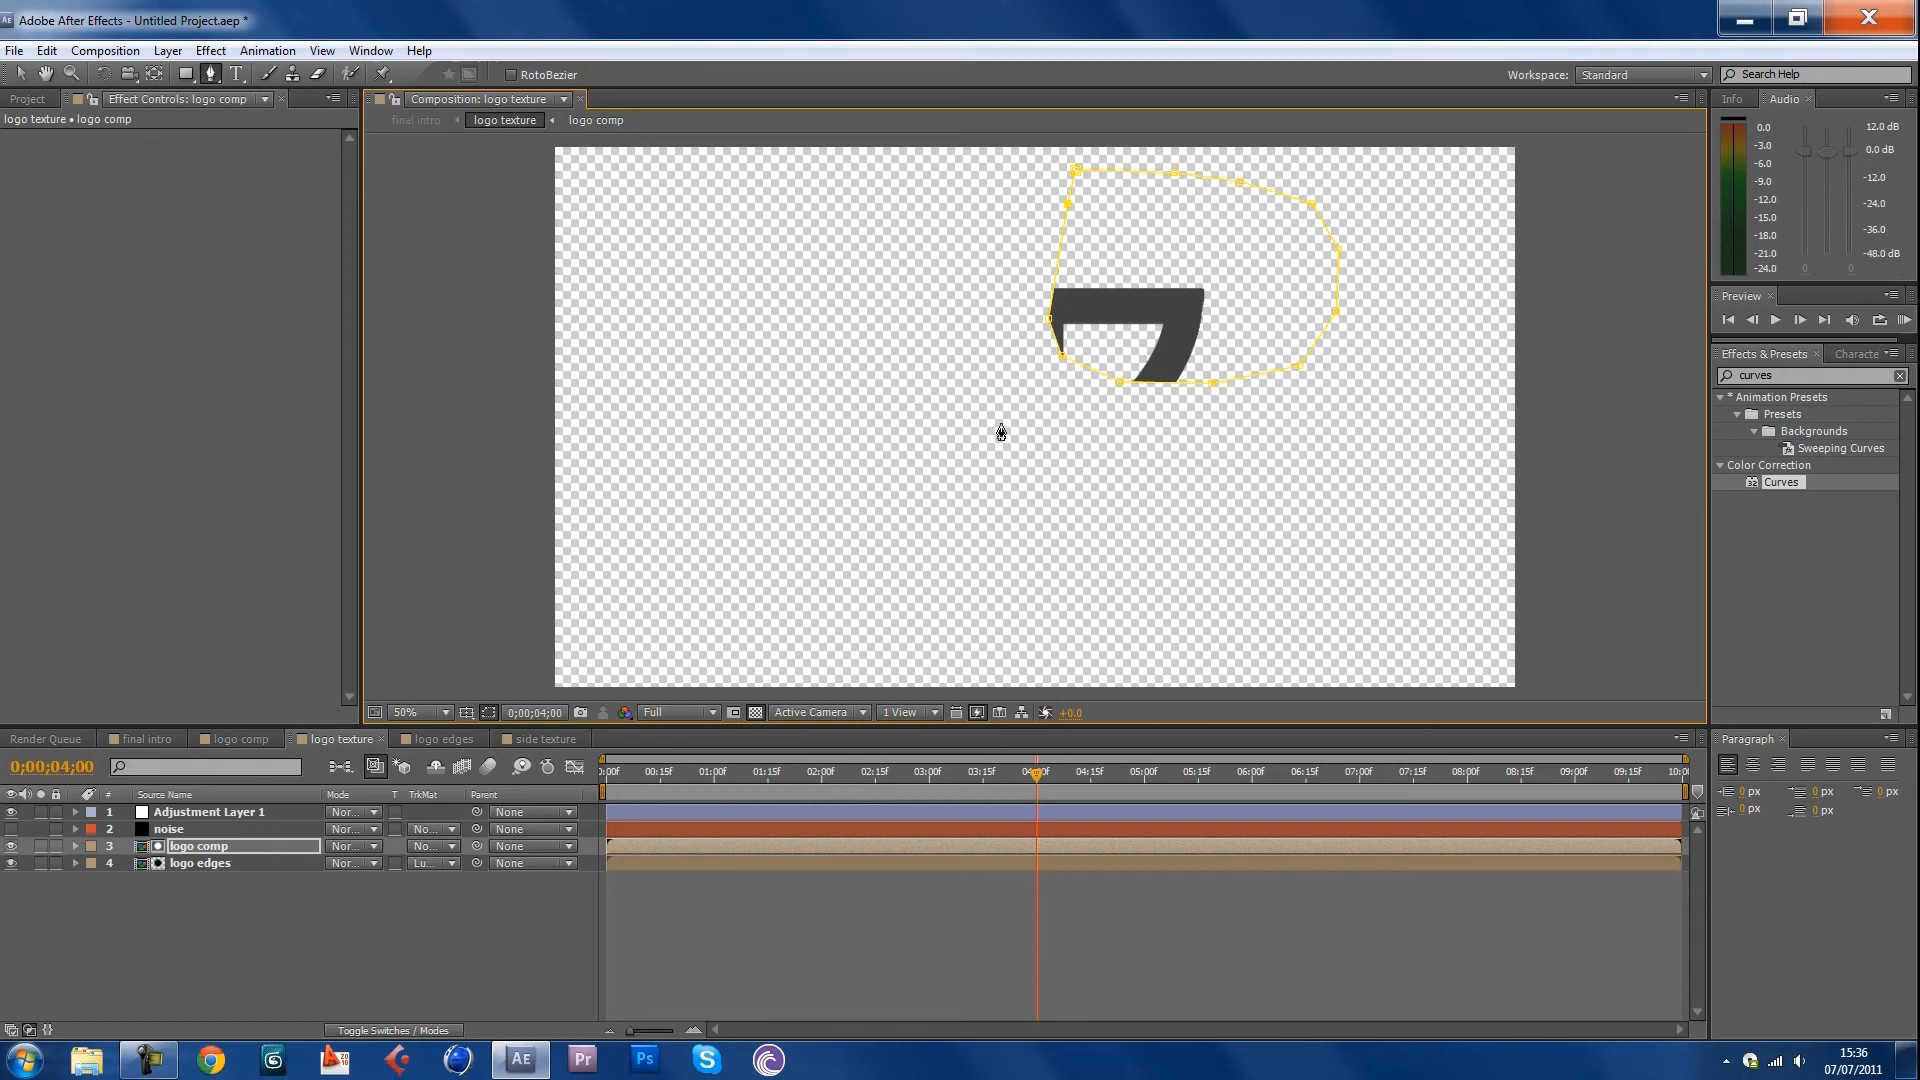 Adobe After Effects - Untitled Project.aep *
File Edit Composition Layer Effect Animation View Window Help
RotoBezier
Workspace: Standard
Search Help
Project
Effect Controls: logo comp
Composition: logo texture
Info
Audio
logo texture • logo comp
final intro
logo texture
logo comp
0.0
-3.0
-6.0
-9.0
-12.0
-15.0
-18.0
-21.0
-24.0
12.0 dB
0.0 dB
-12.0
-24.0
-36.0
-48.0 dB
0
0
Preview
Effects & Presets
Characte
curves
* Animation Presets
Presets
Backgrounds
Sweeping Curves
Color Correction
Curves
50%
0;00;04;00
Full
Active Camera
1 View
+0.0
Render Queue
final intro
logo comp
logo texture
logo edges
side texture
Paragraph
0;00;04;00
0:00f 00:15f 01:00f 01:15f 02:00f 02:15f 03:00f 03:15f 04:00f 04:15f 05:00f 05:15f 06:00f 06:15f 07:00f 07:15f 08:00f 08:15f 09:00f 09:15f 10:0
# Source Name Mode T TrkMat Parent
1 Adjustment Layer 1 Nor... None
2 noise Nor... No... None
3 logo comp Nor... No... None
4 logo edges Nor... Lu... None
0 px 0 px 0 px
0 px 0 px
Toggle Switches / Modes
2010
AE
Pr
Ps
15:36
07/07/2011